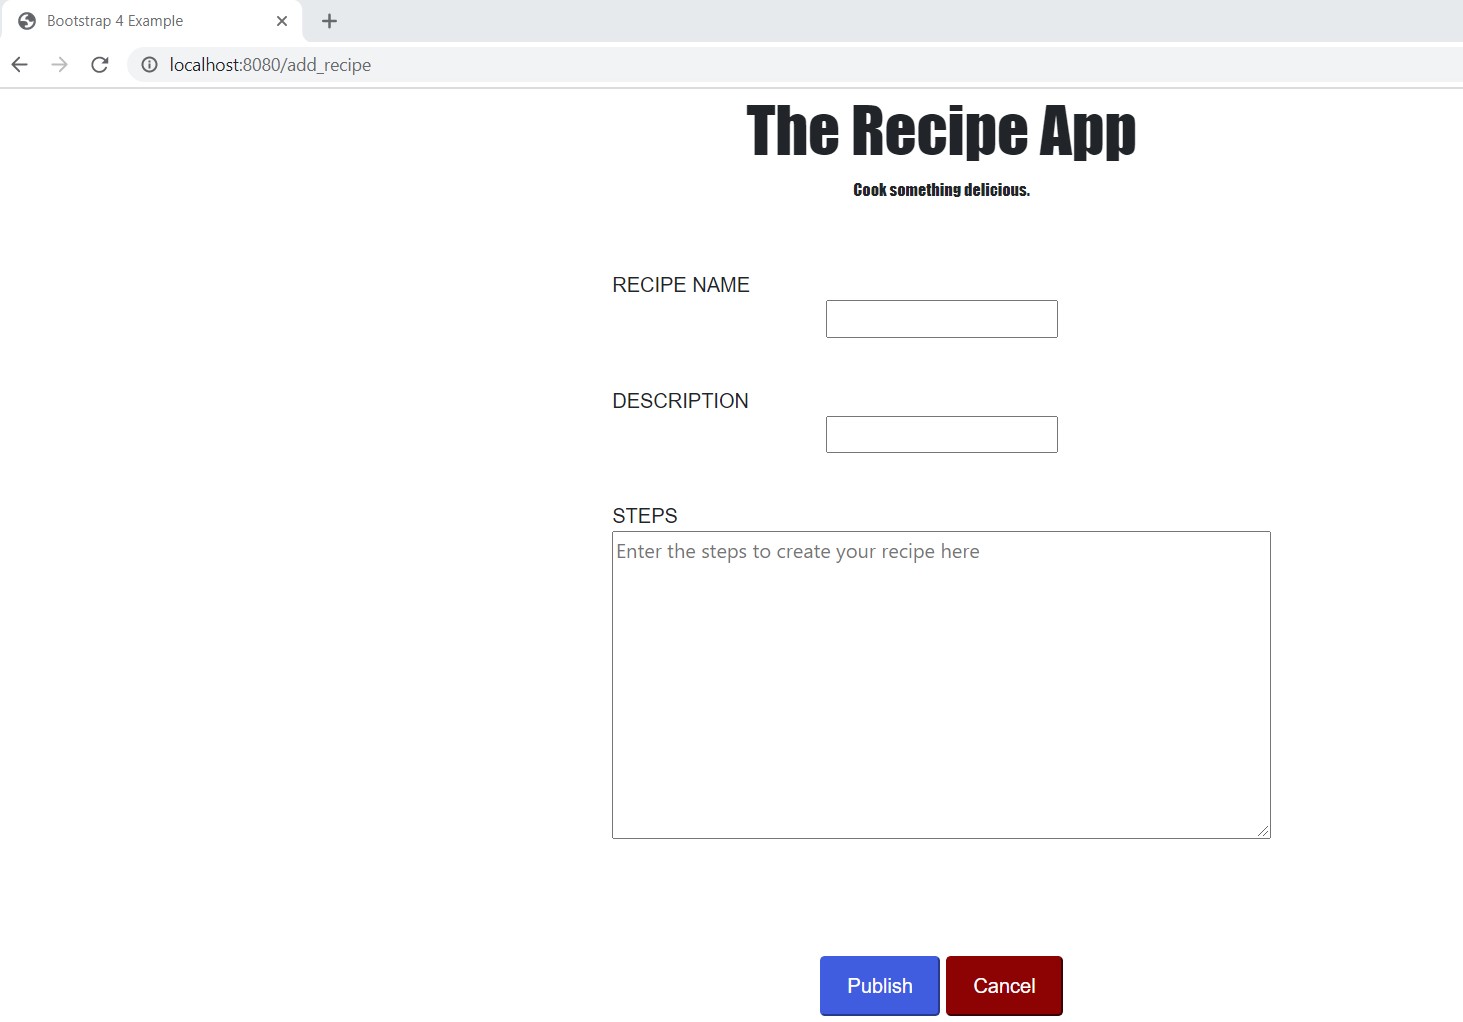 Bootstrap 4 Example
localhost:8080/add_recipe
The Recipe App
Cook something delicious.
RECIPE NAME
DESCRIPTION
STEPS
Enter the steps to create your recipe here
Publish Cancel